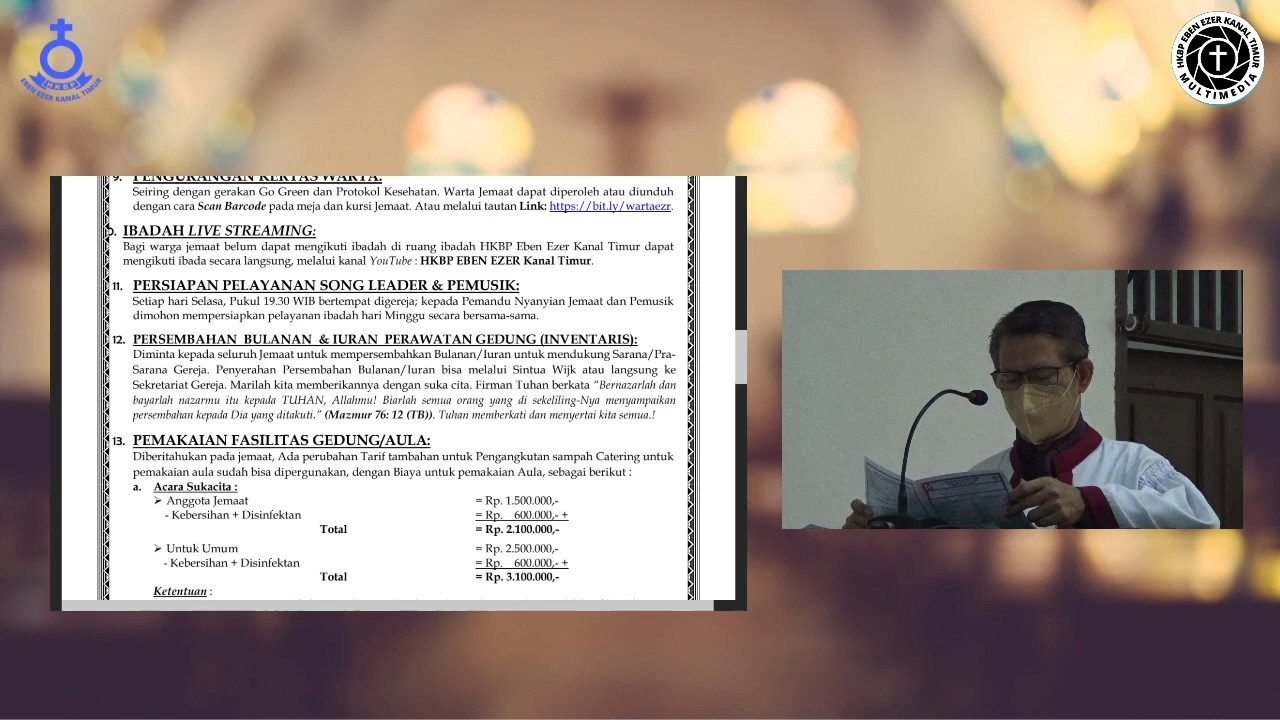 HKBP
EBEN EZER KANAL TIMUR
HKBP EBEN EZER KANAL TIMUR
MULTIMEDIA
9. PENGURANGAN KERTAS WARTA:
Seiring dengan gerakan Go Green dan Protokol Kesehatan. Warta Jemaat dapat diperoleh atau diunduh
dengan cara Scan Barcode pada meja dan kursi Jemaat. Atau melalui tautan Link: https://bit.ly/wartaezr.
0. IBADAH LIVE STREAMING:
Bagi warga jemaat belum dapat mengikuti ibadah di ruang ibadah HKBP Eben Ezer Kanal Timur dapat
mengikuti ibada secara langsung, melalui kanal YouTube : HKBP EBEN EZER Kanal Timur.
11. PERSIAPAN PELAYANAN SONG LEADER & PEMUSIK:
Setiap hari Selasa, Pukul 19.30 WIB bertempat digereja; kepada Pemandu Nyanyian Jemaat dan Pemusik
dimohon mempersiapkan pelayanan ibadah hari Minggu secara bersama-sama.
12. PERSEMBAHAN BULANAN & IURAN PERAWATAN GEDUNG (INVENTARIS):
Diminta kepada seluruh Jemaat untuk mempersembahkan Bulanan/Iuran untuk mendukung Sarana/Pra-
Sarana Gereja. Penyerahan Persembahan Bulanan/Iuran bisa melalui Sintua Wijk atau langsung ke
Sekretariat Gereja. Marilah kita memberikannya dengan suka cita. Firman Tuhan berkata “Bernazarlah dan
bayarlah nazarmu itu kepada TUHAN, Allahmu! Biarlah semua orang yang di sekeliling-Nya menyampaikan
persembahan kepada Dia yang ditakuti.” (Mazmur 76: 12 (TB)). Tuhan memberkati dan menyertai kita semua.!
13. PEMAKAIAN FASILITAS GEDUNG/AULA:
Diberitahukan pada jemaat, Ada perubahan Tarif tambahan untuk Pengangkutan sampah Catering untuk
pemakaian aula sudah bisa dipergunakan, dengan Biaya untuk pemakaian Aula, sebagai berikut :
a. Acara Sukacita :
➢ Anggota Jemaat = Rp. 1.500.000,-
- Kebersihan + Disinfektan = Rp. 600.000,- +
Total = Rp. 2.100.000,-
➢ Untuk Umum = Rp. 2.500.000,-
- Kebersihan + Disinfektan = Rp. 600.000,- +
Total = Rp. 3.100.000,-
Ketentuan :